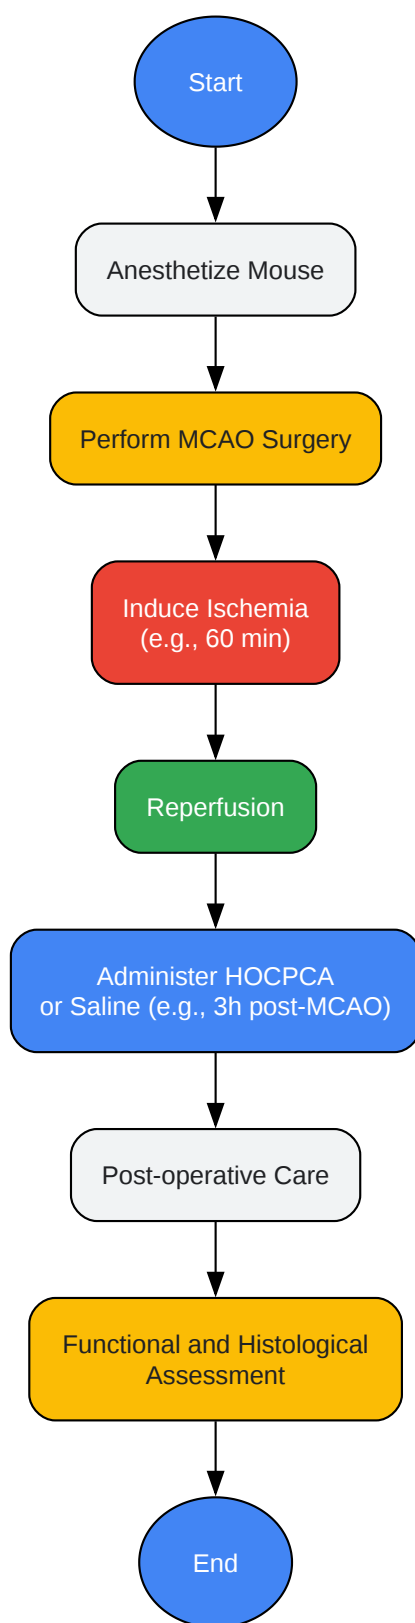 Start
Anesthetize Mouse
Perform MCAO Surgery
Induce Ischemia
(e.g., 60 min)
Reperfusion
Administer HOCPCA
or Saline (e.g., 3h post-MCAO)
Post-operative Care
Functional and Histological
Assessment
End